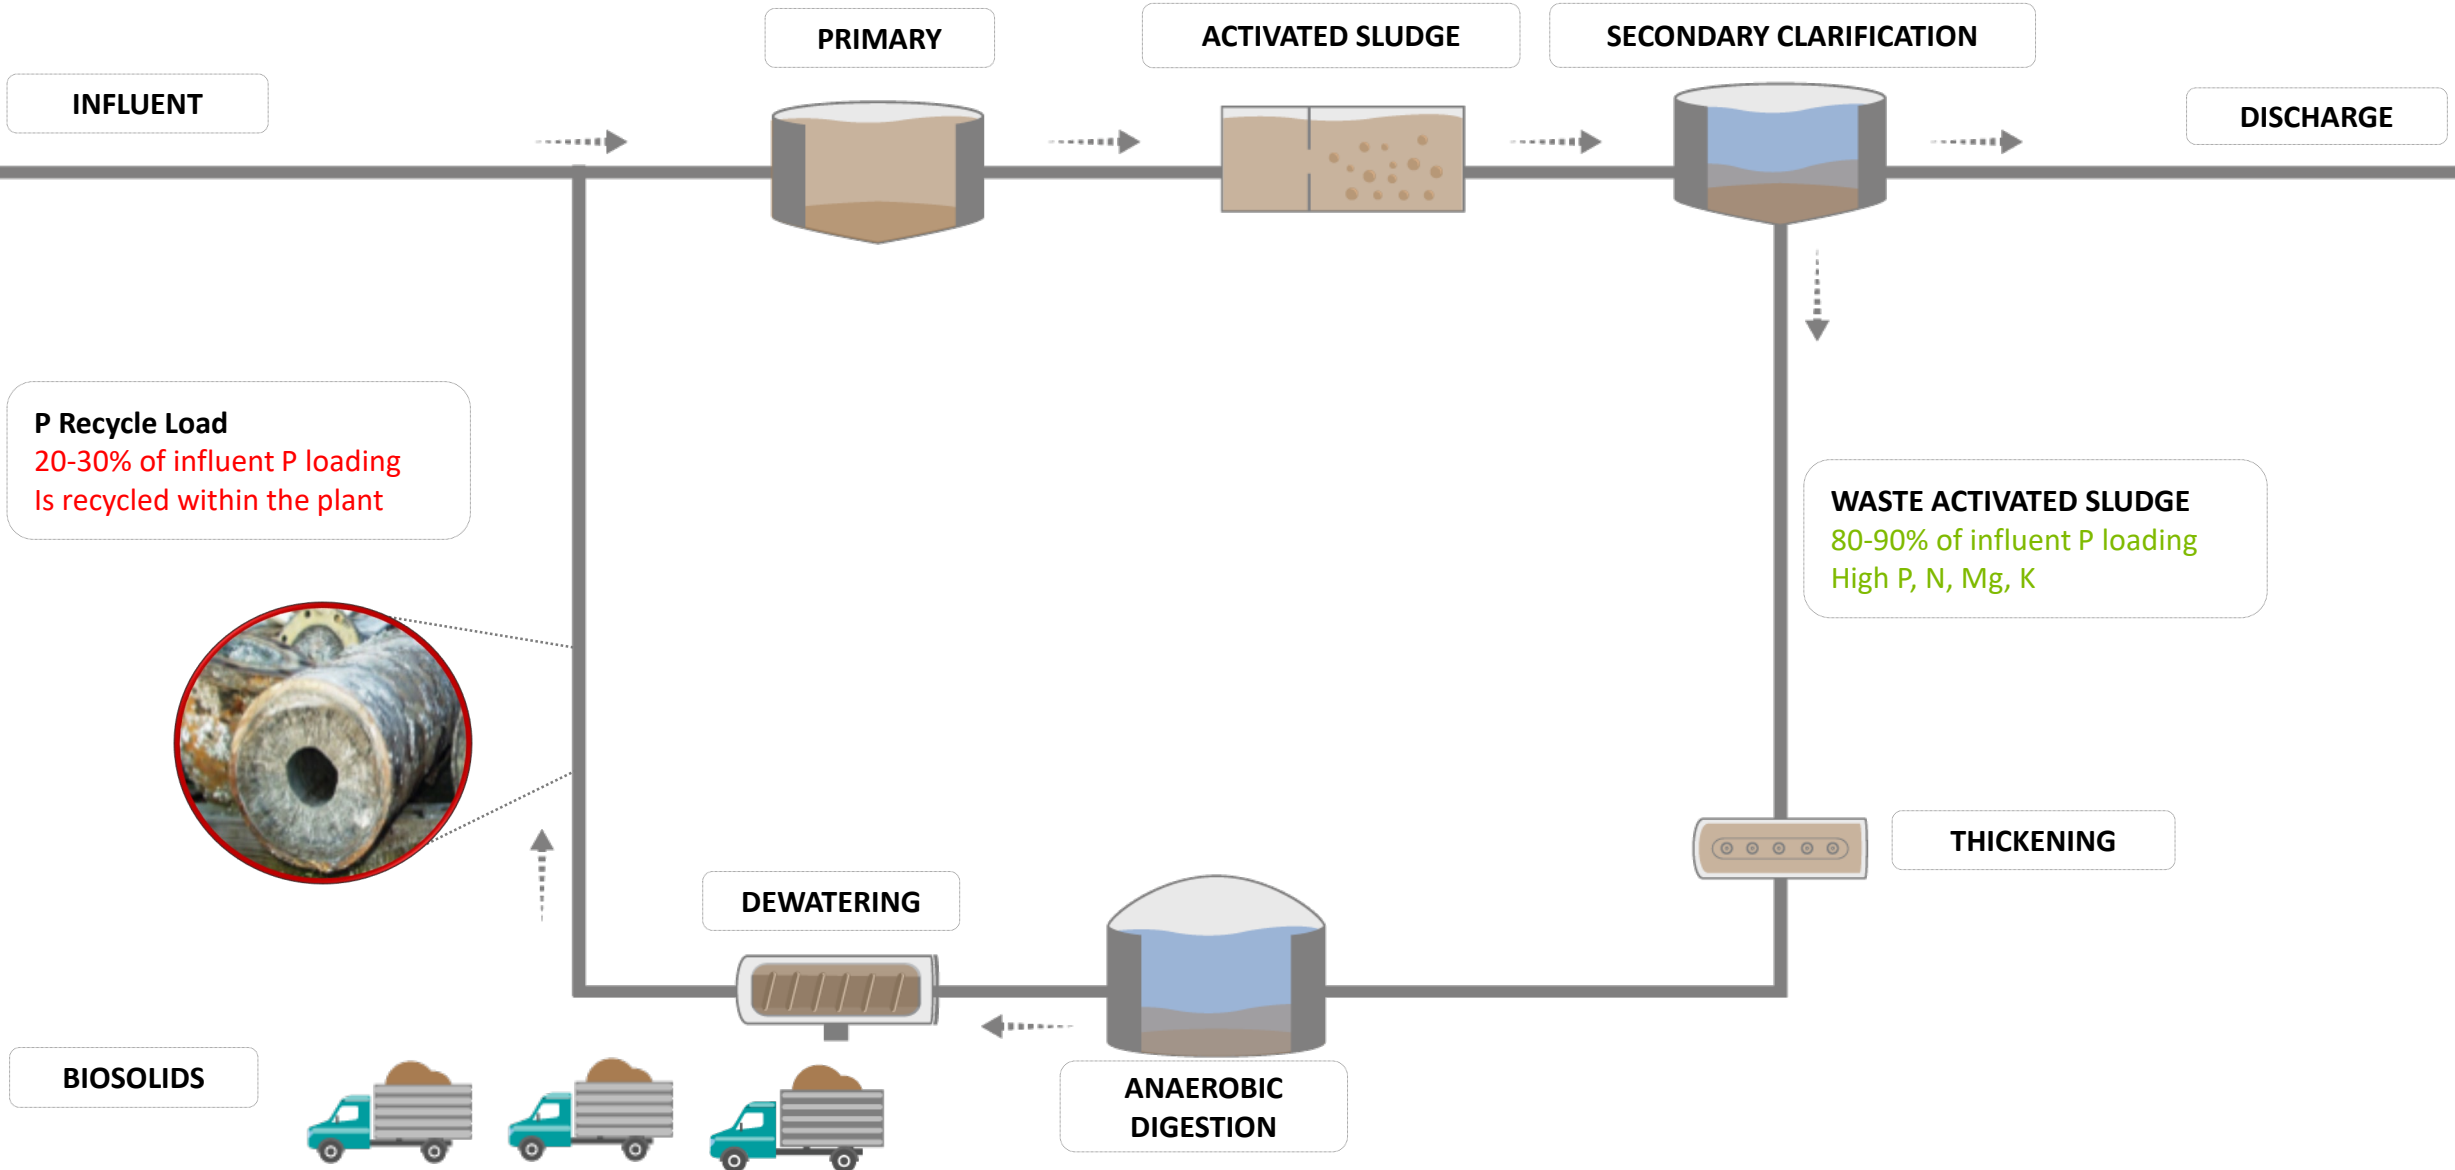 PRIMARY
ACTIVATED SLUDGE
SECONDARY CLARIFICATION
INFLUENT
DISCHARGE
P Recycle Load
20-30% of influent P loading
Is recycled within the plant
WASTE ACTIVATED SLUDGE
80-90% of influent P loading
High P, N, Mg, K
THICKENING
DEWATERING
BIOSOLIDS
ANAEROBIC
DIGESTION